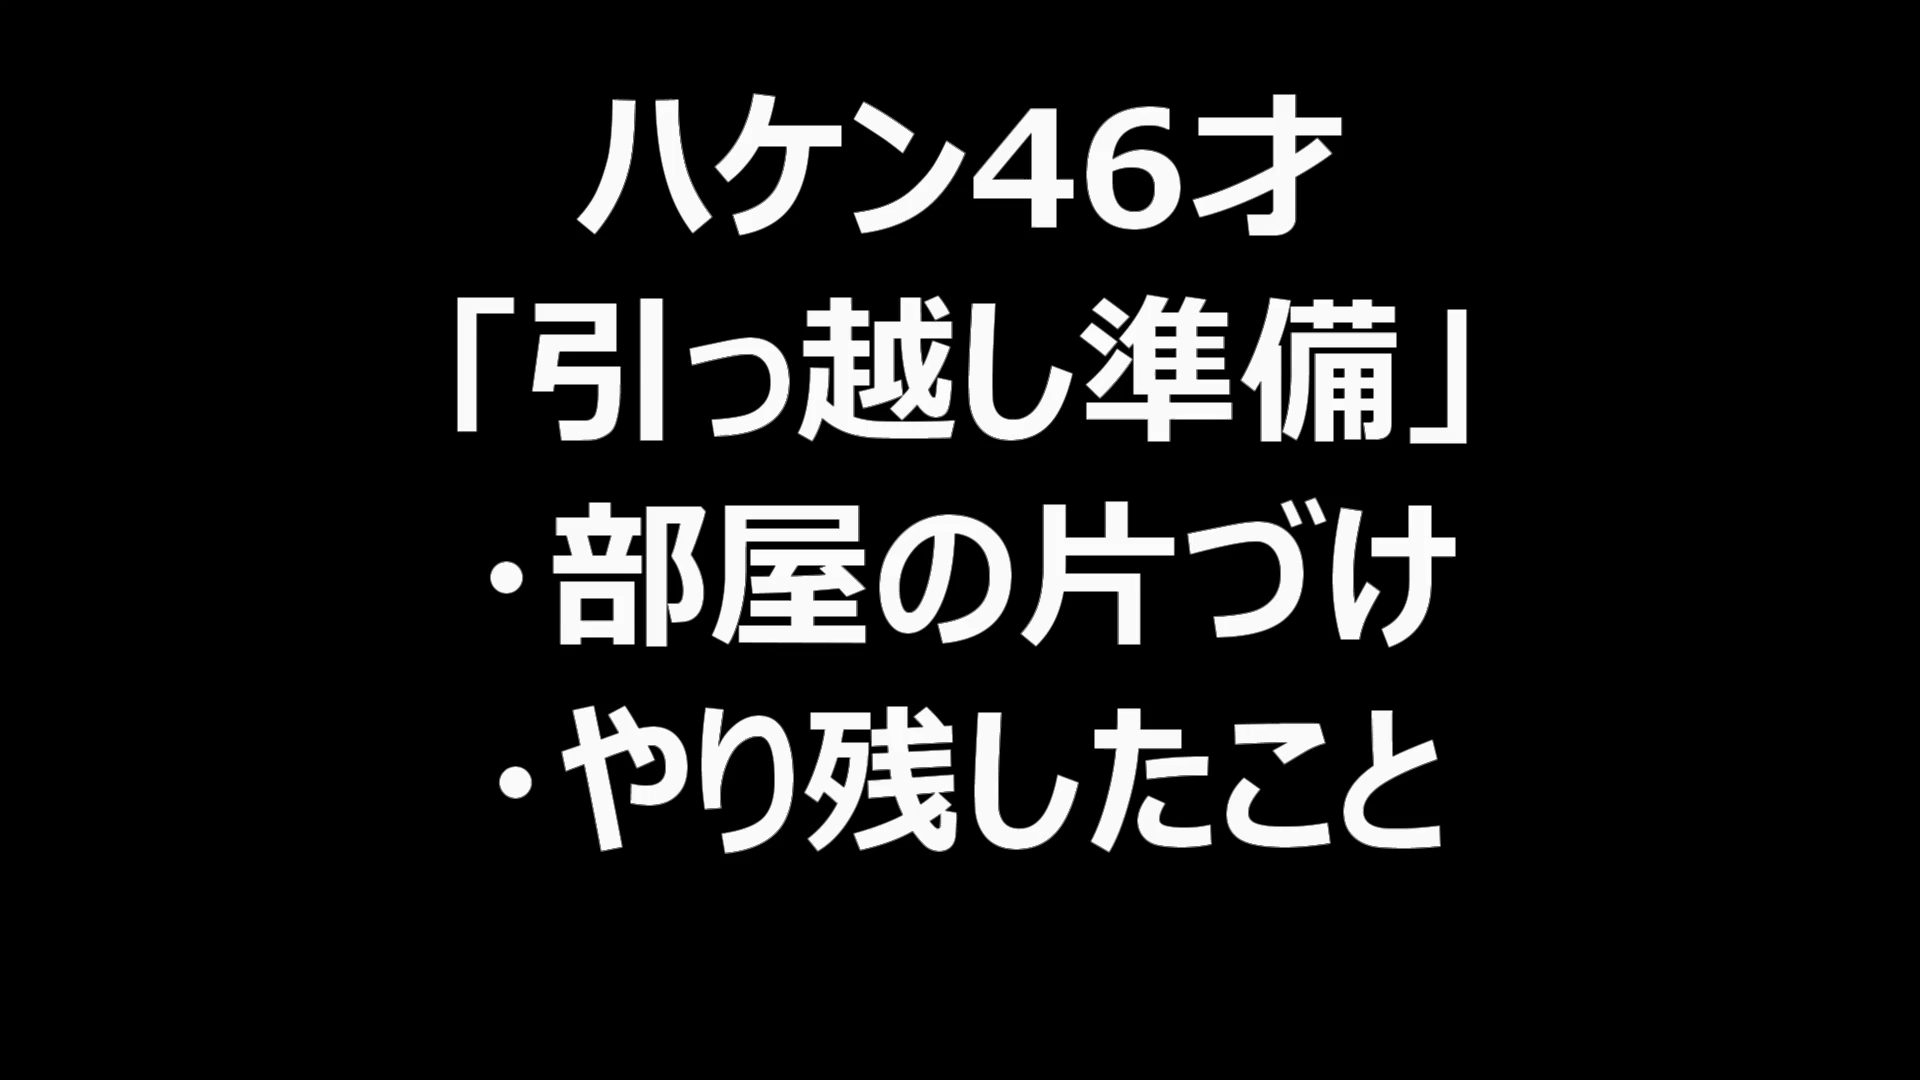 ハケン46才
「引っ越し準備」
・部屋の片づけ
・やり残したこと